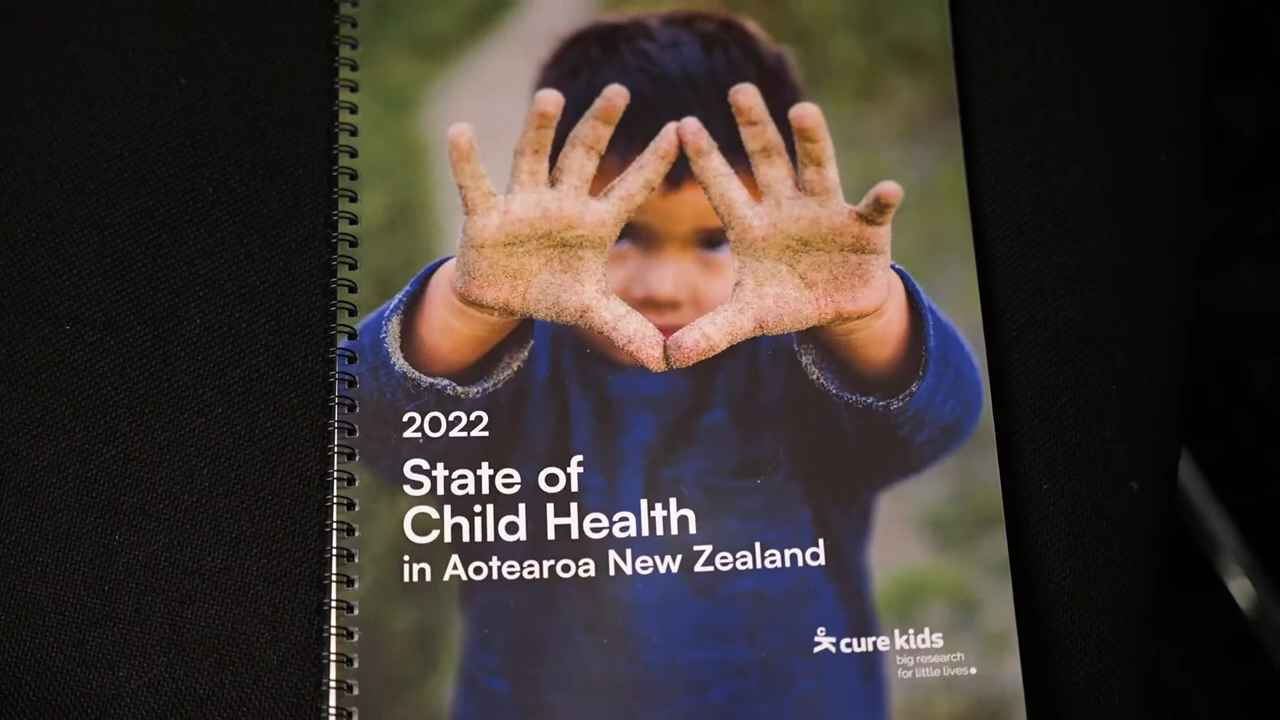 2022
State of
Child Health
in Aotearoa New Zealand
cure kids
big research
for little lives